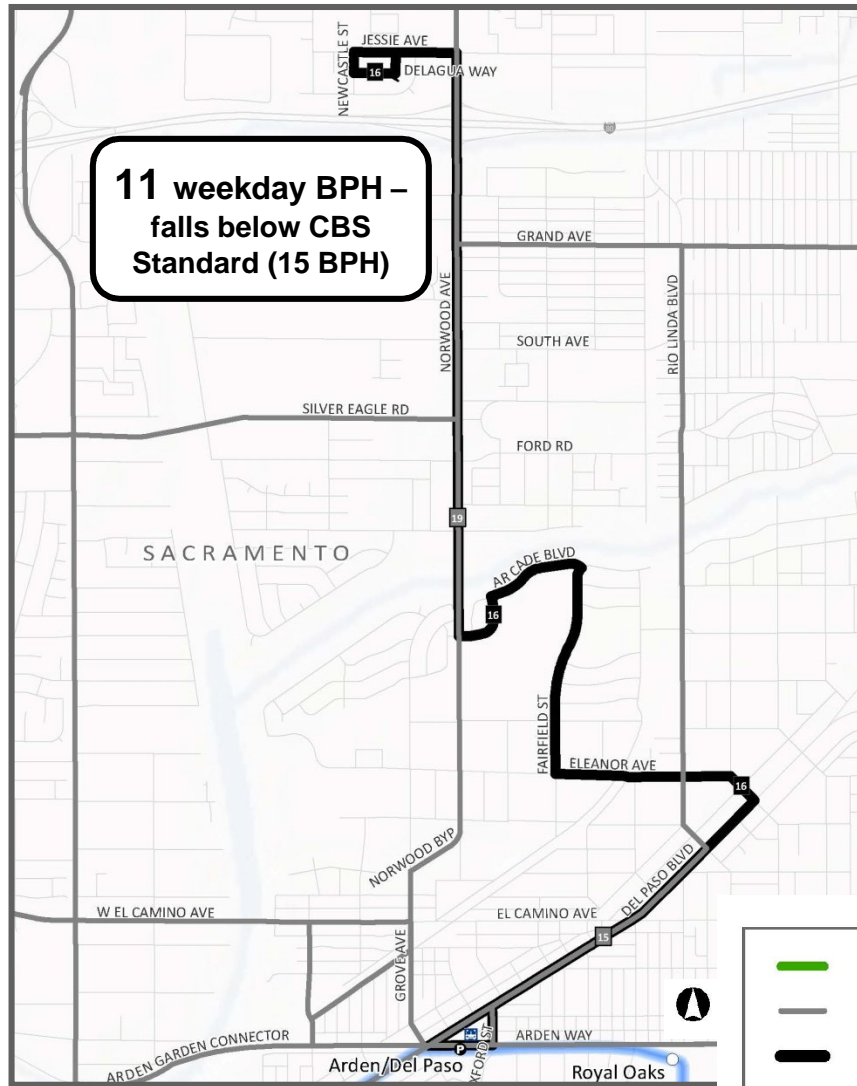 JESSIE AVE
NEWCASTLE ST
16
DELAGUA WAY
11 weekday BPH –
falls below CBS
Standard (15 BPH)
GRAND AVE
NORWOOD AVE
RIO LINDA BLVD
SOUTH AVE
SILVER EAGLE RD
FORD RD
19
SACRAMENTO
ARCADE BLVD
16
FAIRFIELD ST
ELEANOR AVE
16
NORWOOD BYP
DEL PASO BLVD
W EL CAMINO AVE
EL CAMINO AVE
15
GROVE AVE
XFORD ST
ARDEN GARDEN CONNECTOR
ARDEN WAY
P
Arden/Del Paso
Royal Oaks